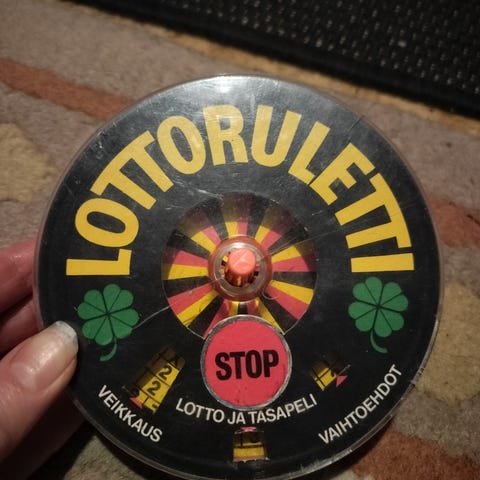 LOTTORULETTI
STOP
VEIKKAUS
LOTTO JA TASAPELI
VAIHTOEHDOT